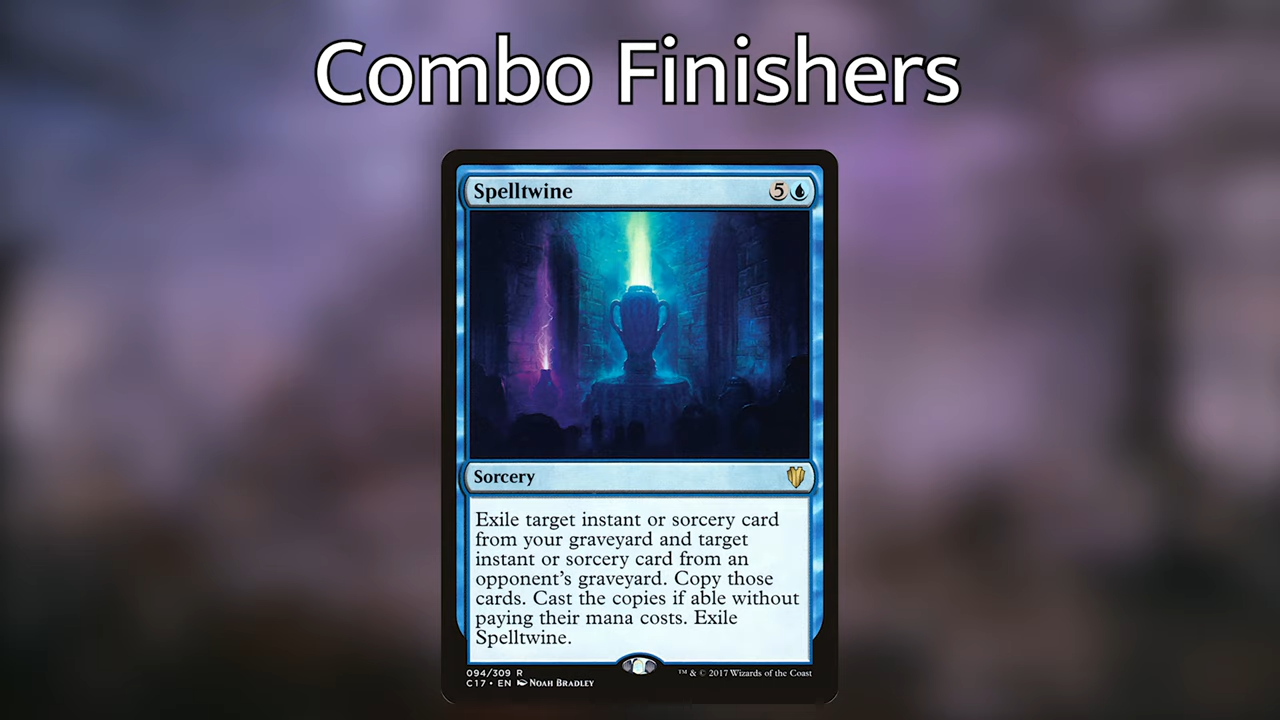 Combo Finishers
Spelltwine 5
Sorcery
Exile target instant or sorcery card
from your graveyard and target
instant or sorcery card from an
opponent's graveyard. Copy those
cards. Cast the copies if able without
paying their mana costs. Exile
Spelltwine.
094/309 R
C17 • EN NOAH BRADLEY
™ & © 2017 Wizards of the Coast